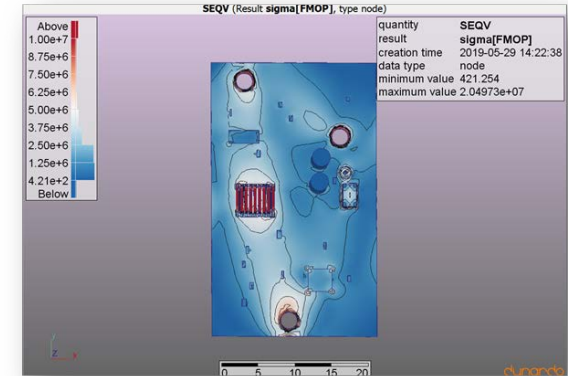 SEQV (Result sigma[FMOP], type node)
Above
1.00e+7
8.75e+6
7.50e+6
6.25e+6
5.00e+6
3.75e+6
2.50e+6
1.25e+6
4.21e+2
Below
quantity SEQV
result sigma[FMOP]
creation time 2019-05-29 14:22:38
data type node
minimum value 421.254
maximum value 2.04973e+07
z x
0 5 10 15 20
dynardo